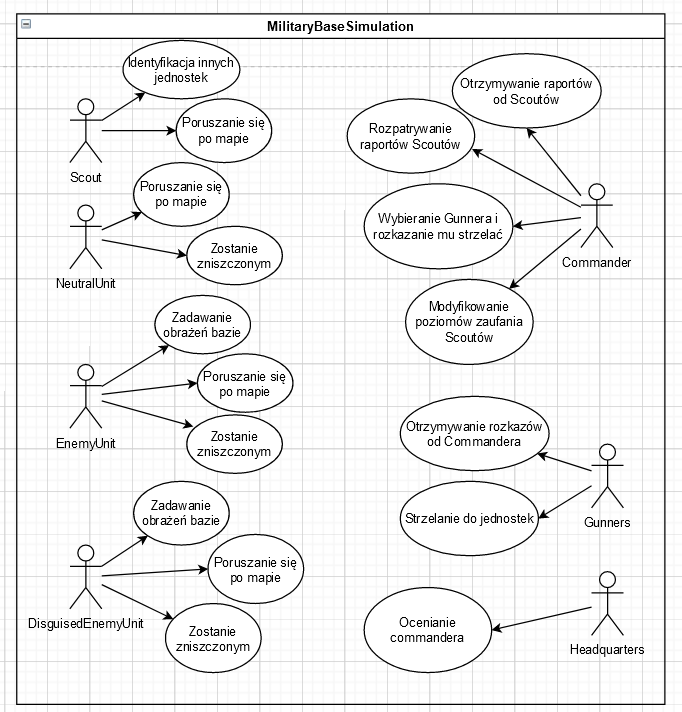 MilitaryBaseSimulation
Identyfikacja innych
jednostek
Poruszanie się
po mapie
Scout
Poruszanie się
po mapie
Zostanie
zniszczonym
NeutralUnit
Zadawanie
obrażeń bazie
Poruszanie się
po mapie
Zostanie
zniszczonym
EnemyUnit
Zadawanie
obrażeń bazie
Poruszanie się
po mapie
Zostanie
zniszczonym
DisguisedEnemyUnit
Otrzymywanie raportów
od Scoutów
Rozpatrywanie
raportów Scoutów
Wybieranie Gunnera i
rozkazanie mu strzelać
Modyfikowanie
poziomów zaufania
Scoutów
Commander
Otrzymywanie rozkazów
od Commandera
Strzelanie do jednostek
Gunners
Ocenianie
commandera
Headquarters